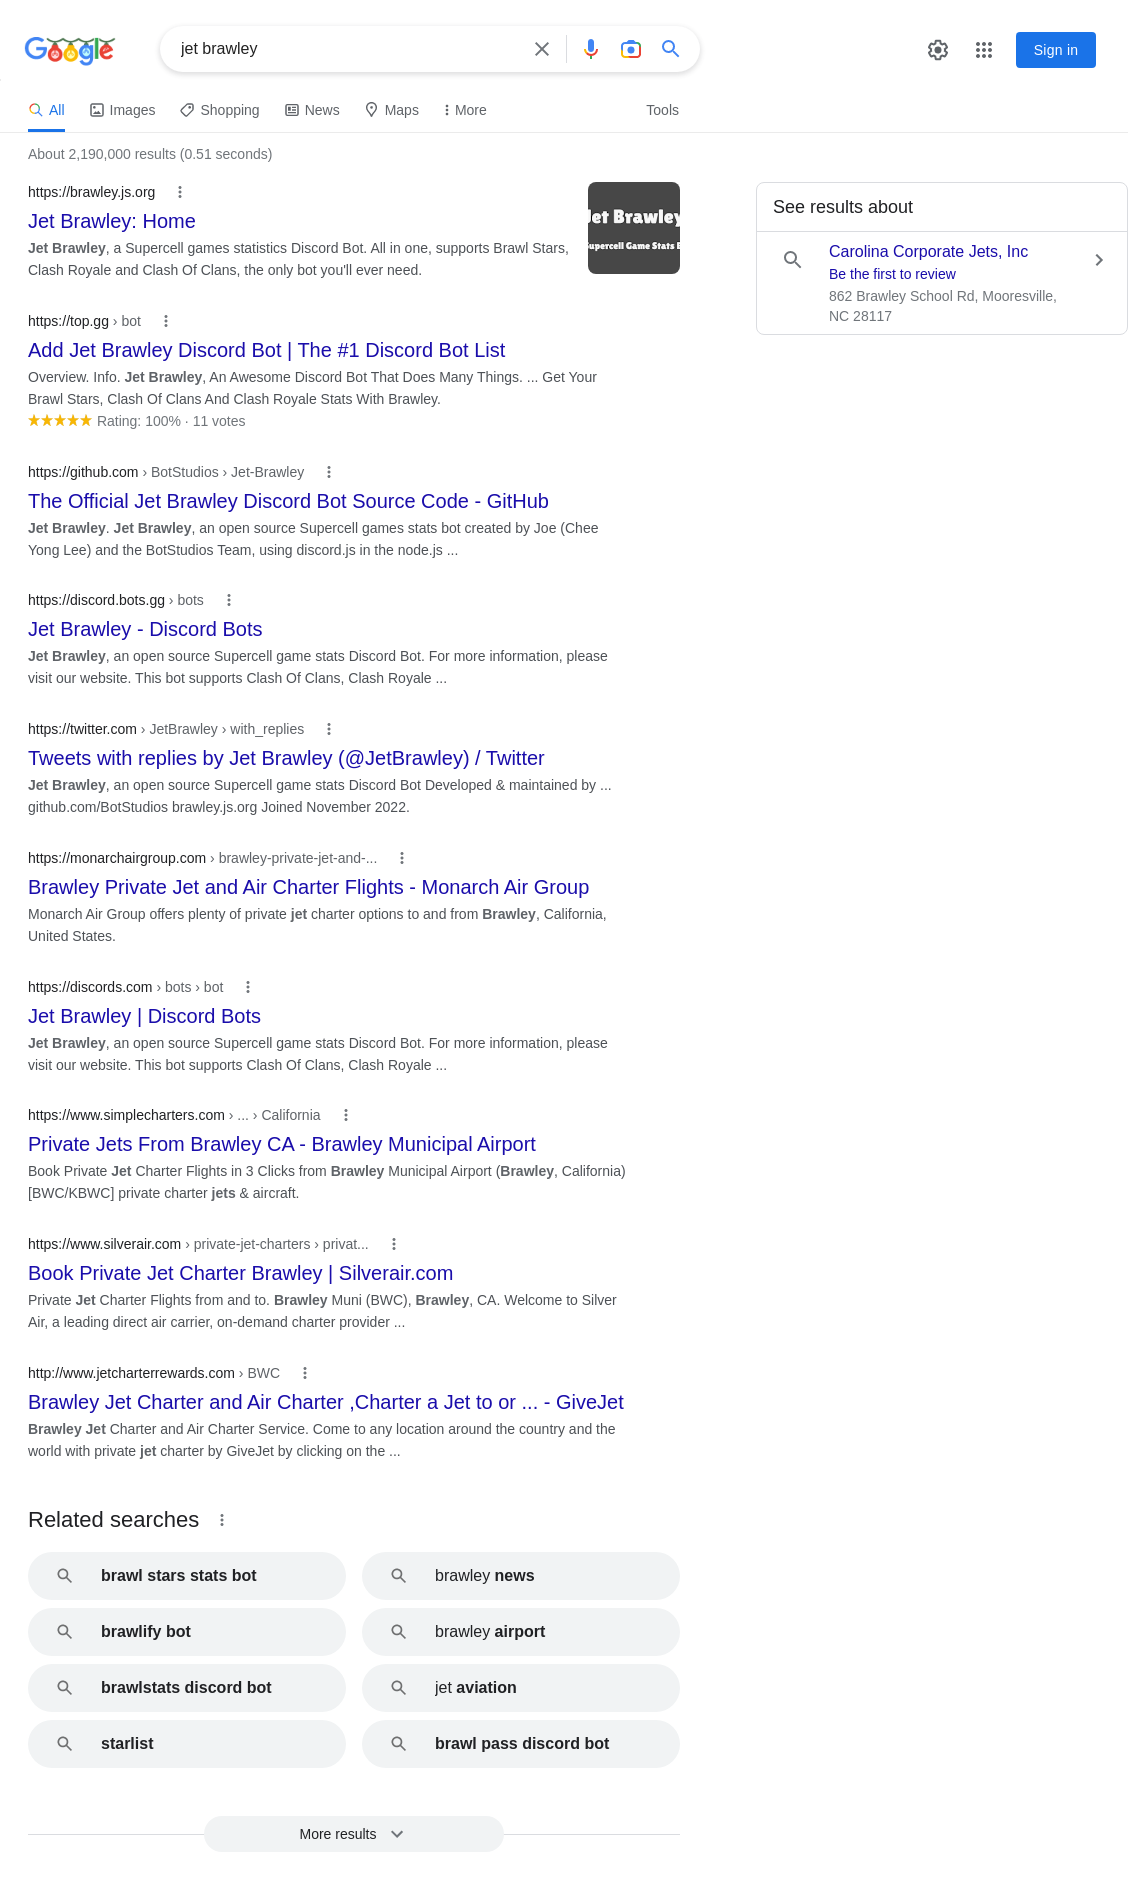 Google
jet brawley
Sign in
All
Images
Shopping
News
Maps
More
Tools
About 2,190,000 results (0.51 seconds)
https://brawley.js.org
Jet Brawley: Home
Jet Brawley, a Supercell games statistics Discord Bot. All in one, supports Brawl Stars,
Clash Royale and Clash Of Clans, the only bot you'll ever need.
Jet Brawley
Supercell Game Stats B
See results about
Carolina Corporate Jets, Inc
Be the first to review
862 Brawley School Rd, Mooresville,
NC 28117
https://top.gg › bot
Add Jet Brawley Discord Bot | The #1 Discord Bot List
Overview. Info. Jet Brawley, An Awesome Discord Bot That Does Many Things. ... Get Your
Brawl Stars, Clash Of Clans And Clash Royale Stats With Brawley.
Rating: 100% · 11 votes
https://github.com › BotStudios › Jet-Brawley
The Official Jet Brawley Discord Bot Source Code - GitHub
Jet Brawley. Jet Brawley, an open source Supercell games stats bot created by Joe (Chee
Yong Lee) and the BotStudios Team, using discord.js in the node.js ...
https://discord.bots.gg › bots
Jet Brawley - Discord Bots
Jet Brawley, an open source Supercell game stats Discord Bot. For more information, please
visit our website. This bot supports Clash Of Clans, Clash Royale ...
https://twitter.com › JetBrawley › with_replies
Tweets with replies by Jet Brawley (@JetBrawley) / Twitter
Jet Brawley, an open source Supercell game stats Discord Bot Developed & maintained by ...
github.com/BotStudios brawley.js.org Joined November 2022.
https://monarchairgroup.com › brawley-private-jet-and-...
Brawley Private Jet and Air Charter Flights - Monarch Air Group
Monarch Air Group offers plenty of private jet charter options to and from Brawley, California,
United States.
https://discords.com › bots › bot
Jet Brawley | Discord Bots
Jet Brawley, an open source Supercell game stats Discord Bot. For more information, please
visit our website. This bot supports Clash Of Clans, Clash Royale ...
https://www.simplecharters.com › ... › California
Private Jets From Brawley CA - Brawley Municipal Airport
Book Private Jet Charter Flights in 3 Clicks from Brawley Municipal Airport (Brawley, California)
[BWC/KBWC] private charter jets & aircraft.
https://www.silverair.com › private-jet-charters › privat...
Book Private Jet Charter Brawley | Silverair.com
Private Jet Charter Flights from and to. Brawley Muni (BWC), Brawley, CA. Welcome to Silver
Air, a leading direct air carrier, on-demand charter provider ...
http://www.jetcharterrewards.com › BWC
Brawley Jet Charter and Air Charter ,Charter a Jet to or ... - GiveJet
Brawley Jet Charter and Air Charter Service. Come to any location around the country and the
world with private jet charter by GiveJet by clicking on the ...
Related searches
brawl stars stats bot
brawley news
brawlify bot
brawley airport
brawlstats discord bot
jet aviation
starlist
brawl pass discord bot
More results